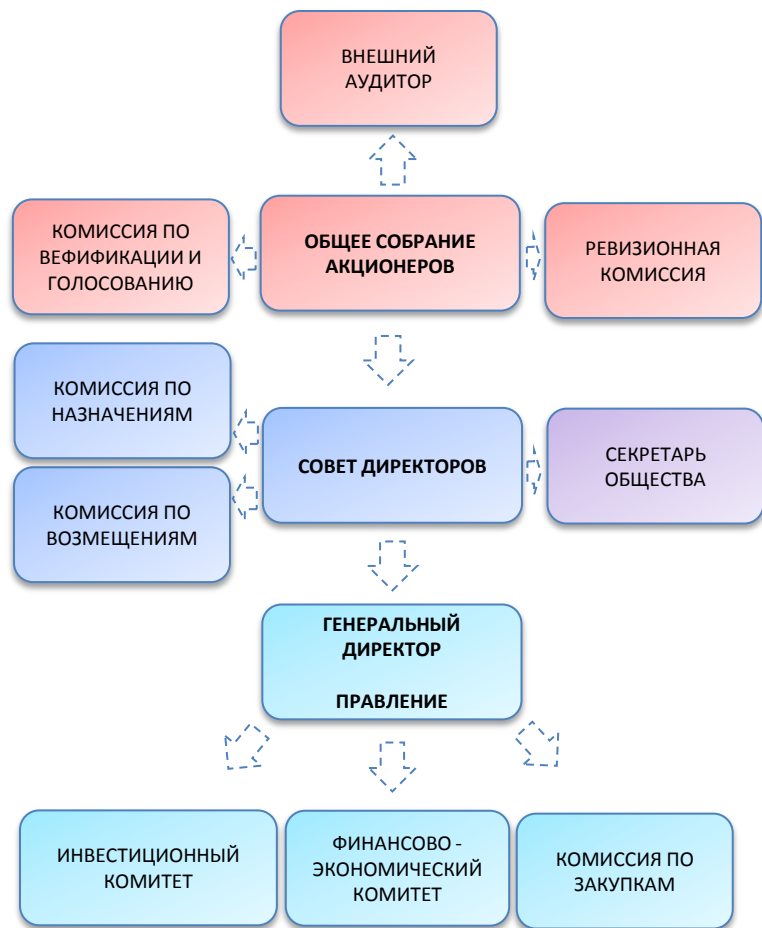 ВНЕШНИЙ
АУДИТОР
КОМИССИЯ ПО
ВЕФИФИКАЦИИ И
ГОЛОСОВАНИЮ
ОБЩЕЕ СОБРАНИЕ
АКЦИОНЕРОВ
РЕВИЗИОННАЯ
КОМИССИЯ
КОМИССИЯ ПО
НАЗНАЧЕНИЯМ
СОВЕТ ДИРЕКТОРОВ
СЕКРЕТАРЬ
ОБЩЕСТВА
КОМИССИЯ ПО
ВОЗМЕЩЕНИЯМ
ГЕНЕРАЛЬНЫЙ
ДИРЕКТОР
ПРАВЛЕНИЕ
ИНВЕСТИЦИОННЫЙ
КОМИТЕТ
ФИНАНСОВО -
ЭКОНОМИЧЕСКИЙ
КОМИТЕТ
КОМИССИЯ ПО
ЗАКУПКАМ